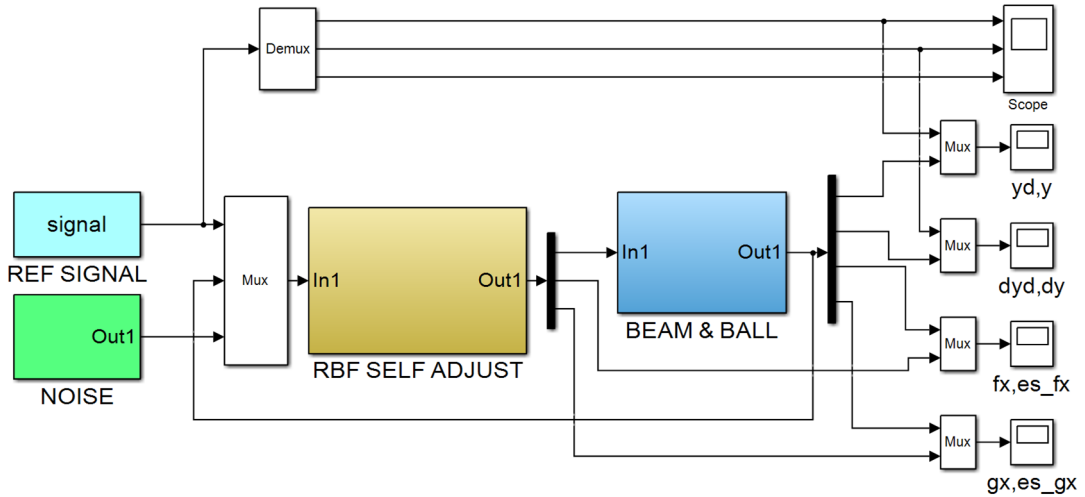 Demux
Scope
Mux
yd,y
signal
REF SIGNAL
Mux
In1
Out1
In1
Out1
Mux
dyd,dy
Out1
NOISE
RBF SELF ADJUST
BEAM & BALL
Mux
fx,es_fx
Mux
gx,es_gx